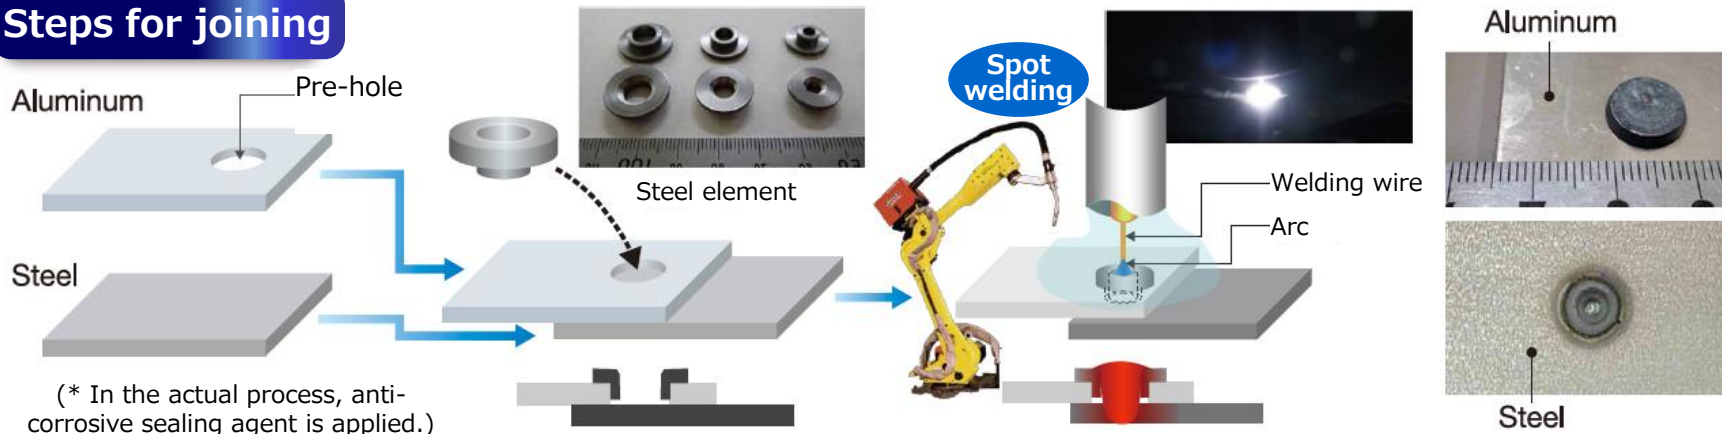 Steps for joining
Aluminum
Pre-hole
Steel
(* In the actual process, anti-
corrosive sealing agent is applied.)
Steel element
Spot
welding
Welding wire
Arc
Aluminum
Steel